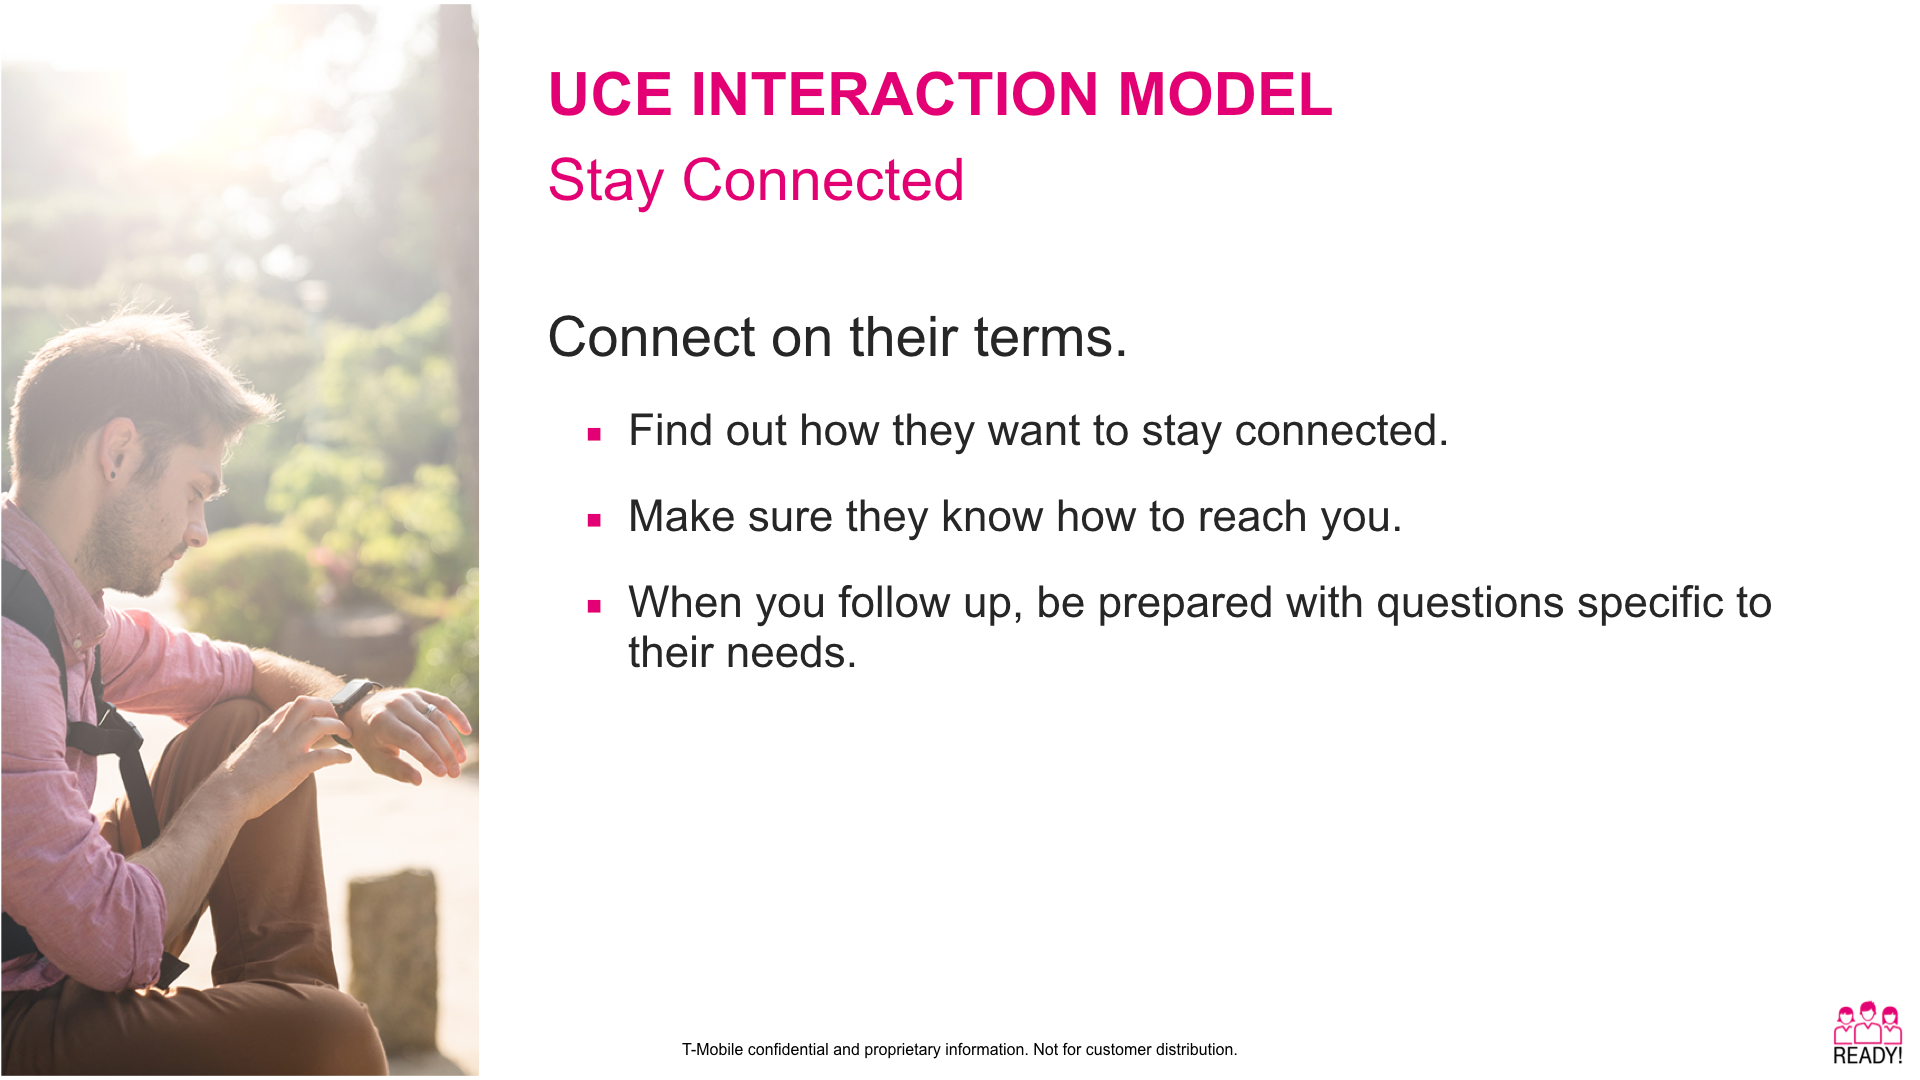 UCE INTERACTION MODEL
Stay Connected
Connect on their terms.
Find out how they want to stay connected.
Make sure they know how to reach you.
When you follow up, be prepared with questions specific to
their needs.
T-Mobile confidential and proprietary information. Not for customer distribution.
READY!